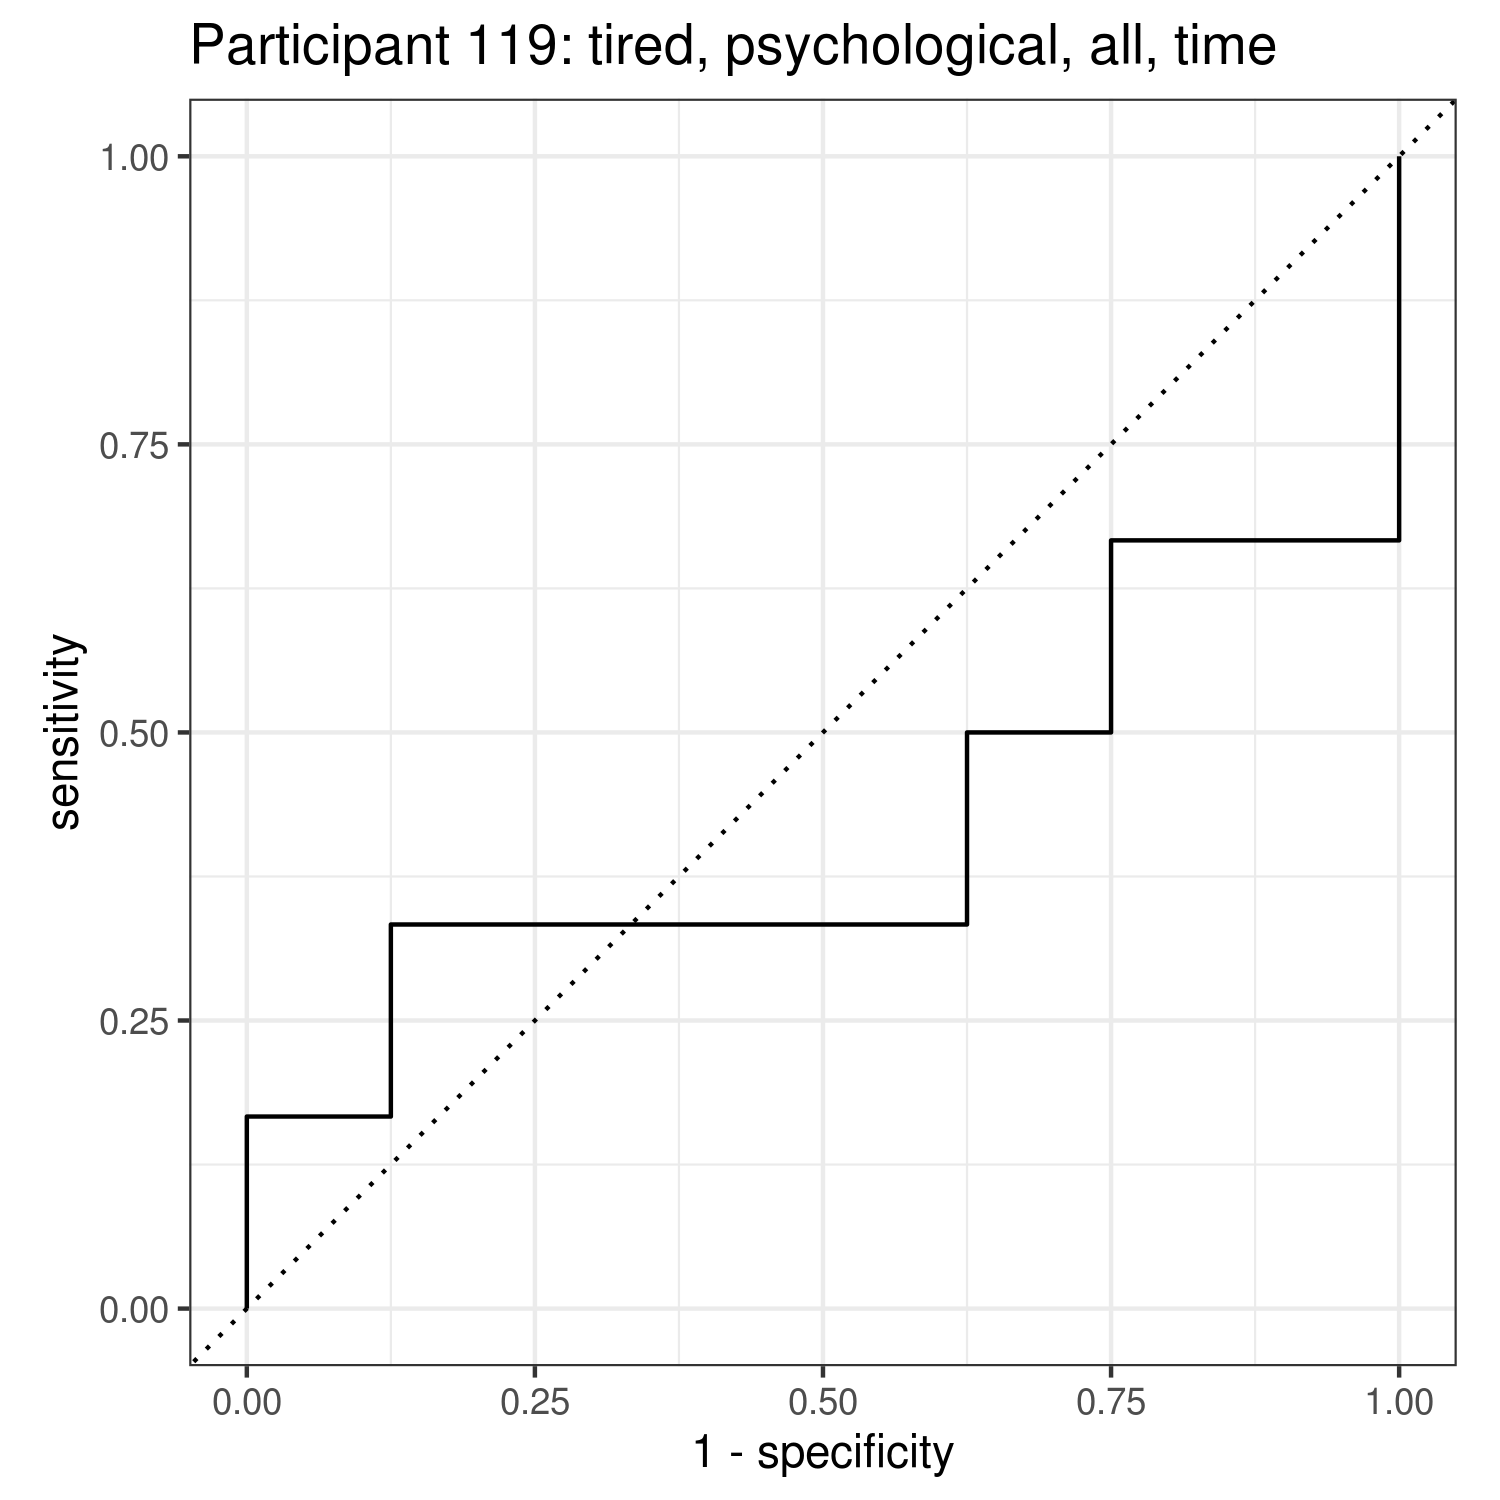 Participant 119: tired, psychological, all, time
1.00
0.75
0.50
0.25
0.00
sensitivity
0.00 0.25 0.50 0.75 1.00
1 - specificity